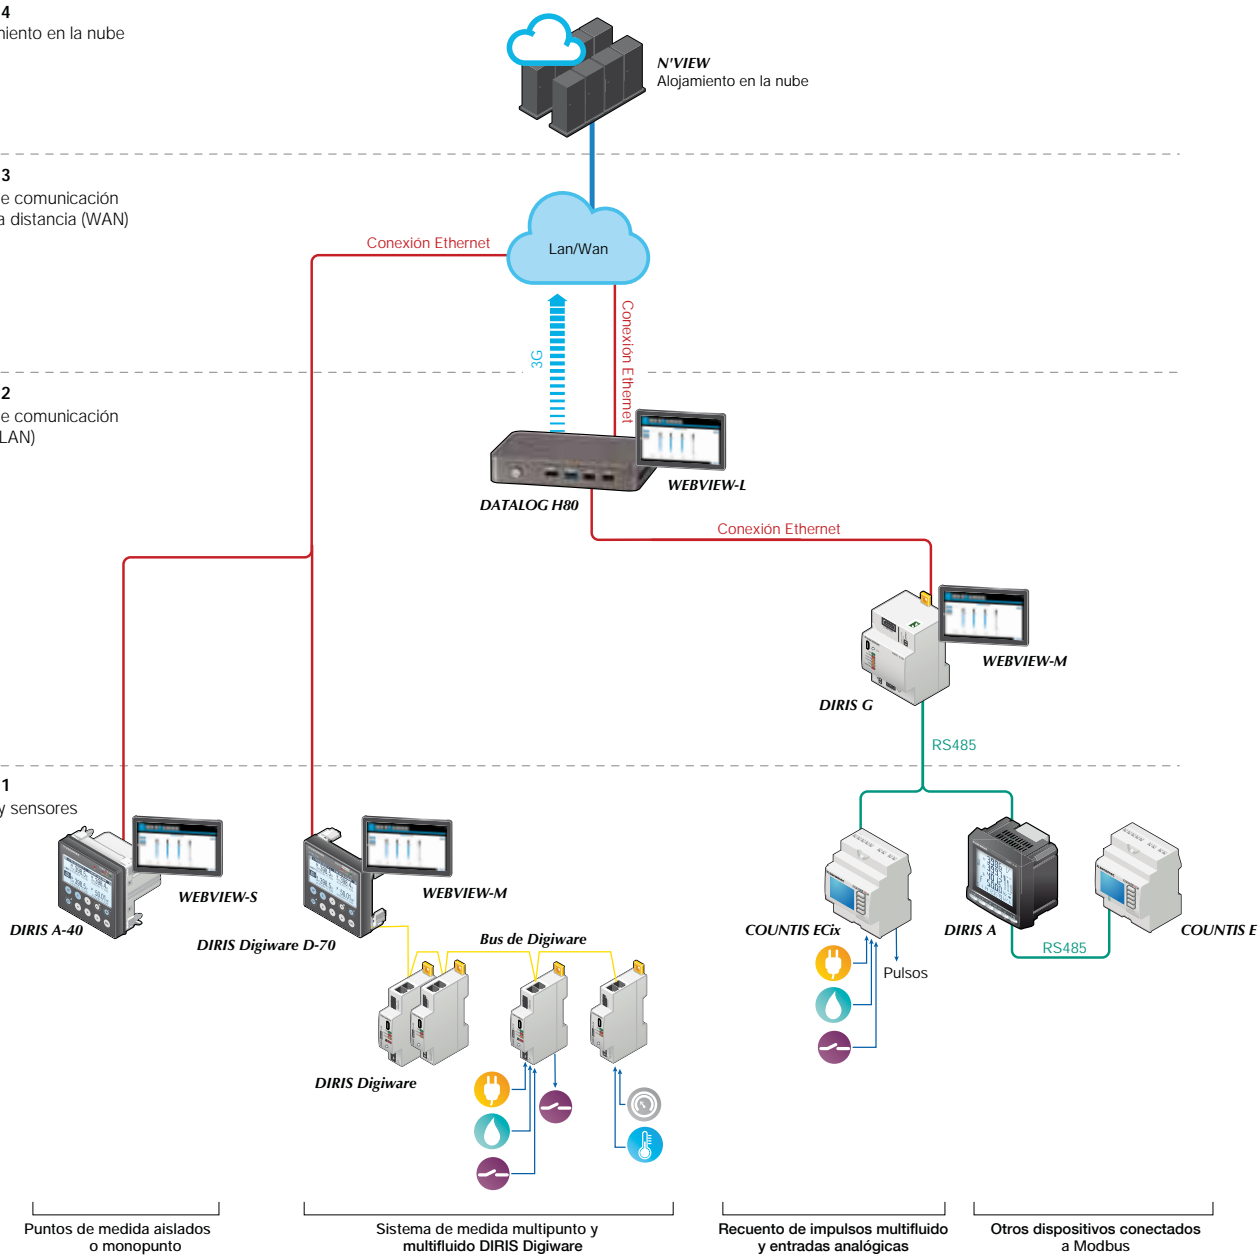 4
miento en la nube
N'VIEW
Alojamiento en la nube
3
e comunicación
a distancia (WAN)
Conexión Ethernet
Lan/Wan
3G
Conexión Ethernet
2
e comunicación
LAN)
WEBVIEW-L
DATALOG H80
Conexión Ethernet
WEBVIEW-M
DIRIS G
RS485
1
y sensores
WEBVIEW-S
DIRIS A-40
WEBVIEW-M
DIRIS Digiware D-70
Bus de Digiware
DIRIS Digiware
COUNTIS ECix
Pulsos
DIRIS A
RS485
COUNTIS E
Puntos de medida aislados
o monopunto
Sistema de medida multipunto y
multifluido DIRIS Digiware
Recuento de impulsos multifluido
y entradas analógicas
Otros dispositivos conectados
a Modbus